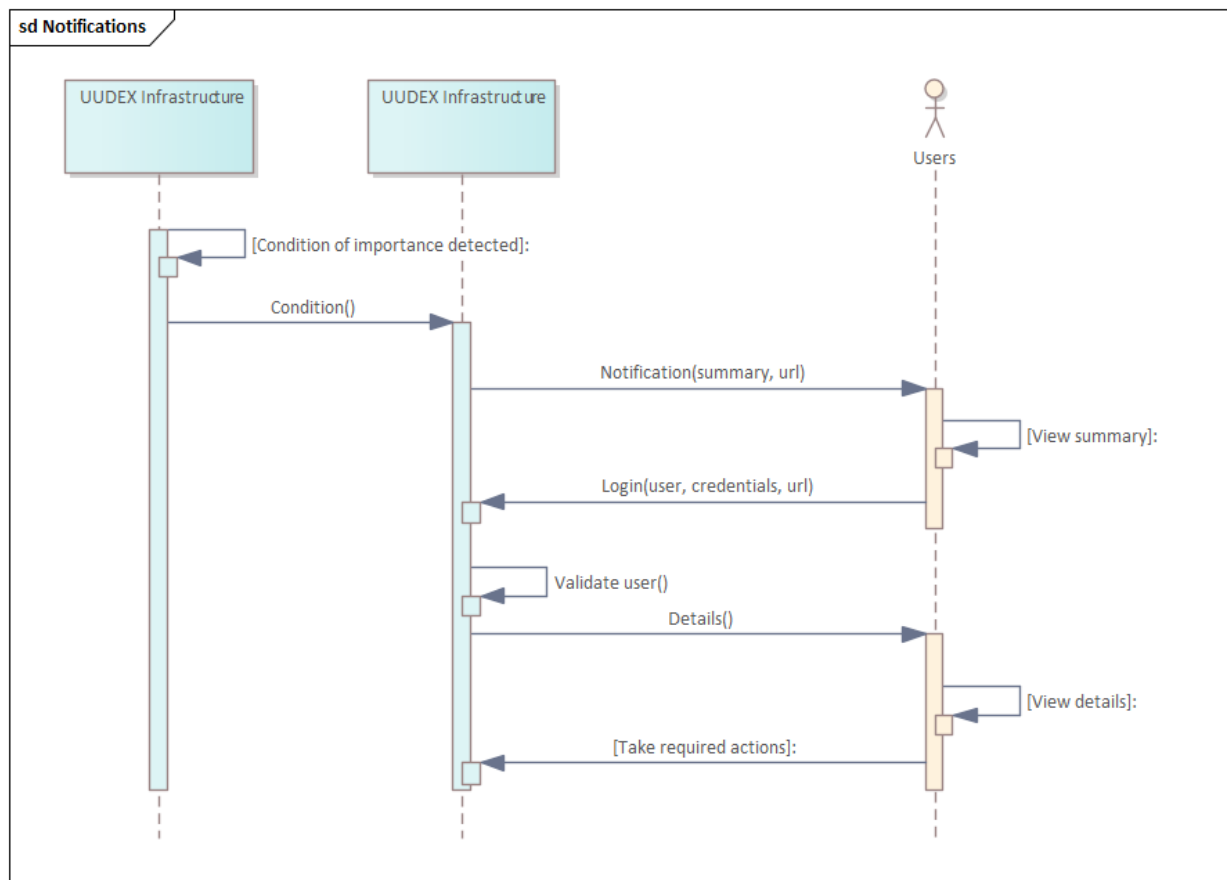 sd Notifications
UUDEX Infrastructure
UUDEX Infrastructure
Users
[Condition of importance detected]:
Condition()
Notification(summary, url)
[View summary]:
Login(user, credentials, url)
Validate user()
Details()
[View details]:
[Take required actions]: